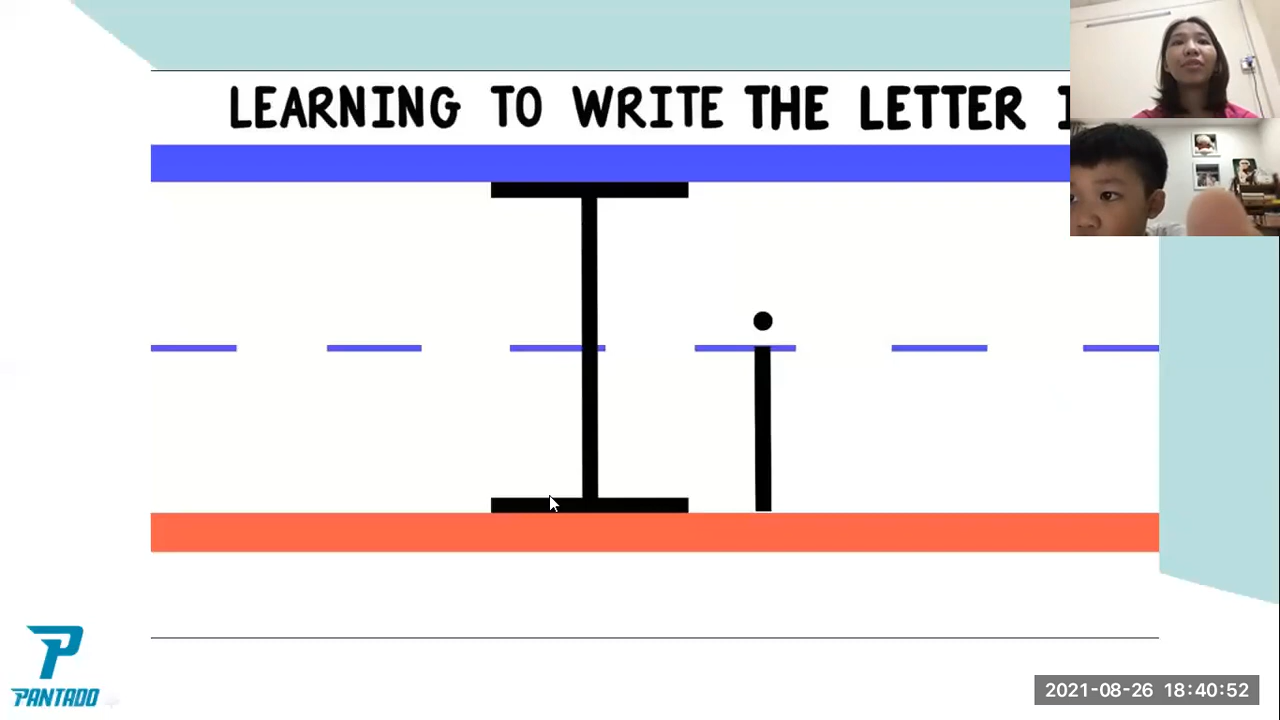 LEARNING TO WRITE THE LETTER I
I i
PANTADO
2021-08-26 18:40:52